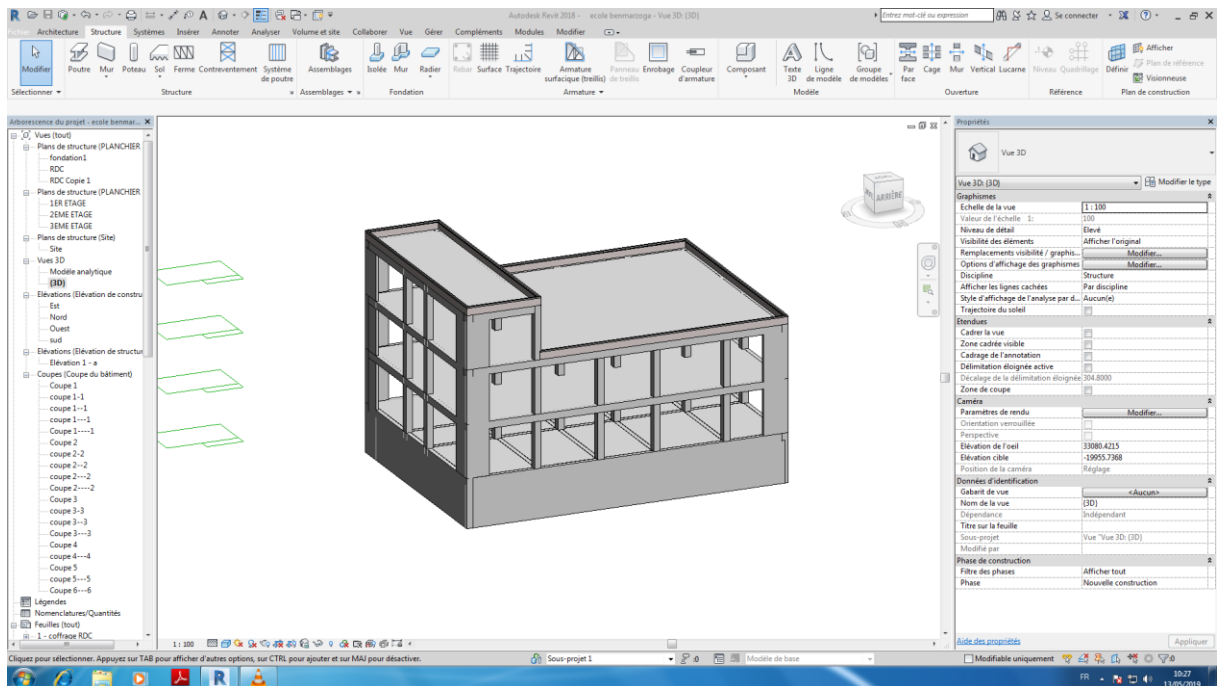 Autodesk Revit 2018 - ecole benmarzoga - Vue 3D: {3D}
Entrez mot-clé ou expression
Se connecter
Fichier Architecture Structure Systèmes Insérer Annoter Analyser Volume et site Collaborer Vue Gérer Compléments Modules Modifier
Modifier
Poutre Mur Poteau Sol Ferme Contreventement Système de poutre
Assemblages
Isolée Mur Radier
Rebar Surface Trajectoire Armature surfacique (treillis) Panneau de treillis Enrobage Coupleur d'armature
Composant
Texte 3D Ligne de modèle Groupe de modèles
Par face Cage Mur Vertical Lucarne
Niveau Quadrillage
Définir
Afficher
Plan de référence
Visionneuse
Sélectionner Structure Assemblages Fondation Armature Modèle Ouverture Référence Plan de construction
Arborescence du projet - ecole benmar...
Vues (tout)
Plans de structure (PLANCHIER
fondation1
RDC
RDC Copie 1
Plans de structure (PLANCHIER
1ER ETAGE
2EME ETAGE
3EME ETAGE
Plans de structure (Site)
Site
Vues 3D
Modèle analytique
{3D}
Elévations (Elévation de constru
Est
Nord
Ouest
sud
Elévations (Elévation de structur
Elévation 1 - a
Coupes (Coupe du bâtiment)
Coupe 1
coupe 1-1
Coupe 1--1
coupe 1---1
Coupe 1----1
Coupe 2
coupe 2-2
coupe 2--2
coupe 2---2
Coupe 2----2
Coupe 3
coupe 3-3
coupe 3--3
Coupe 3---3
Coupe 4
coupe 4---4
Coupe 5
coupe 5---5
Coupe 6---6
Légendes
Nomenclatures/Quantités
Feuilles (tout)
1 - coffrage RDC
ARRIÈRE
Propriétés
Vue 3D
Vue 3D: {3D}
Modifier le type
Graphismes
Echelle de la vue 1 : 100
Valeur de l'échelle 1: 100
Niveau de détail Elevé
Visibilité des éléments Afficher l'original
Remplacements visibilité / graphis... Modifier...
Options d'affichage des graphismes Modifier...
Discipline Structure
Afficher les lignes cachées Par discipline
Style d'affichage de l'analyse par d... Aucun(e)
Trajectoire du soleil
Etendues
Cadrer la vue
Zone cadrée visible
Cadrage de l'annotation
Délimitation éloignée active
Décalage de la délimitation éloignée 304.8000
Zone de coupe
Caméra
Paramètres de rendu Modifier...
Orientation verrouillée
Perspective
Elévation de l'oeil 33080.4215
Elévation cible -19955.7368
Position de la caméra Réglage
Données d'identification
Gabarit de vue <Aucun>
Nom de la vue {3D}
Dépendance Indépendant
Titre sur la feuille
Sous-projet Vue "Vue 3D: {3D}
Modifié par
Phase de construction
Filtre des phases Afficher tout
Phase Nouvelle construction
Aide des propriétés
Appliquer
1 : 100
Cliquez pour sélectionner. Appuyez sur TAB pour afficher d'autres options, sur CTRL pour ajouter et sur MAJ pour désactiver.
Sous-projet 1
:0
Modèle de base
Modifiable uniquement
:0
FR
10:27
13/05/2019